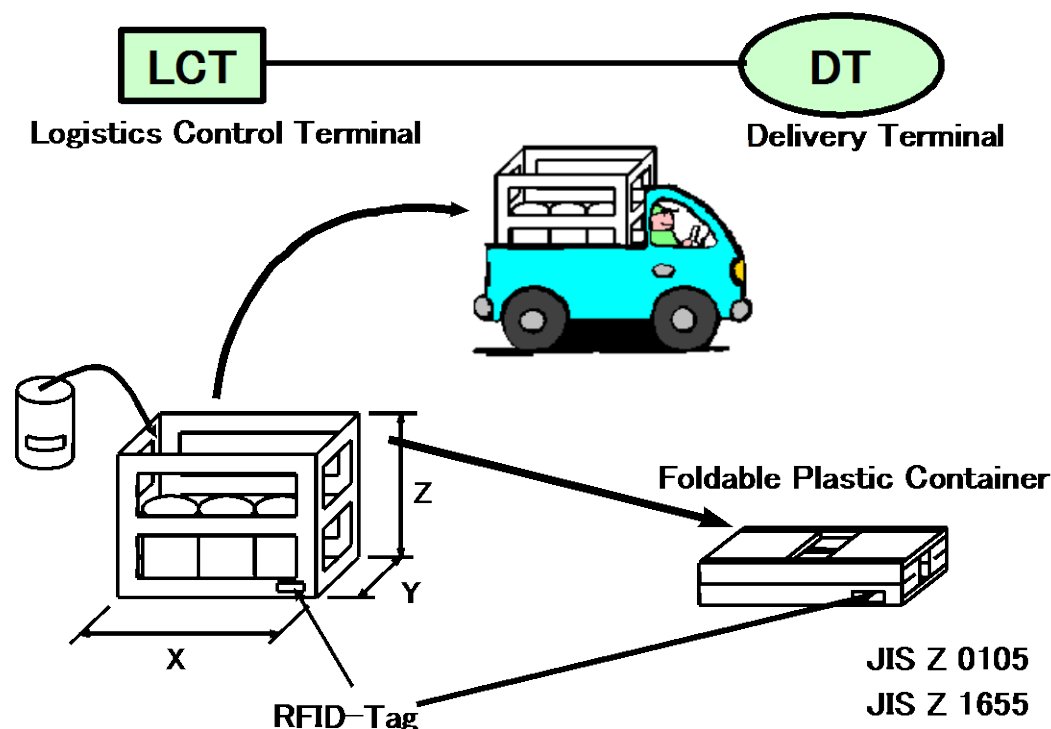 LCT
DT
Logistics Control Terminal
Delivery Terminal
Z
Foldable Plastic Container
Y
X
JIS Z 0105
JIS Z 1655
RFID-Tag